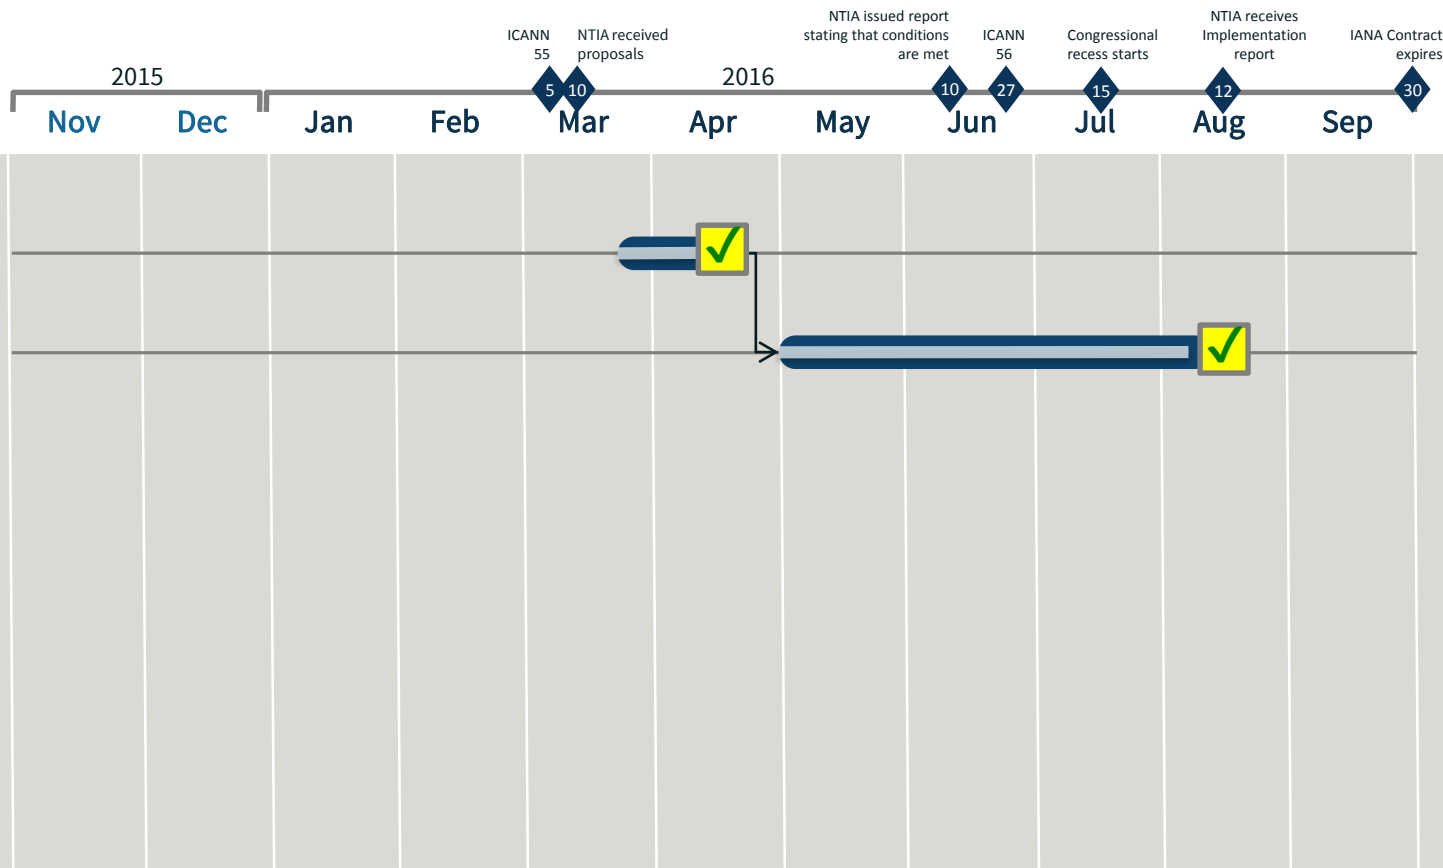 ICANN
55
NTIA received
proposals
NTIA issued report
stating that conditions
are met
ICANN
56
Congressional
recess starts
NTIA receives
Implementation
report
IANA Contract
expires
2015
2016
5
10
10
27
15
12
30
Nov
Dec
Jan
Feb
Mar
Apr
May
Jun
Jul
Aug
Sep